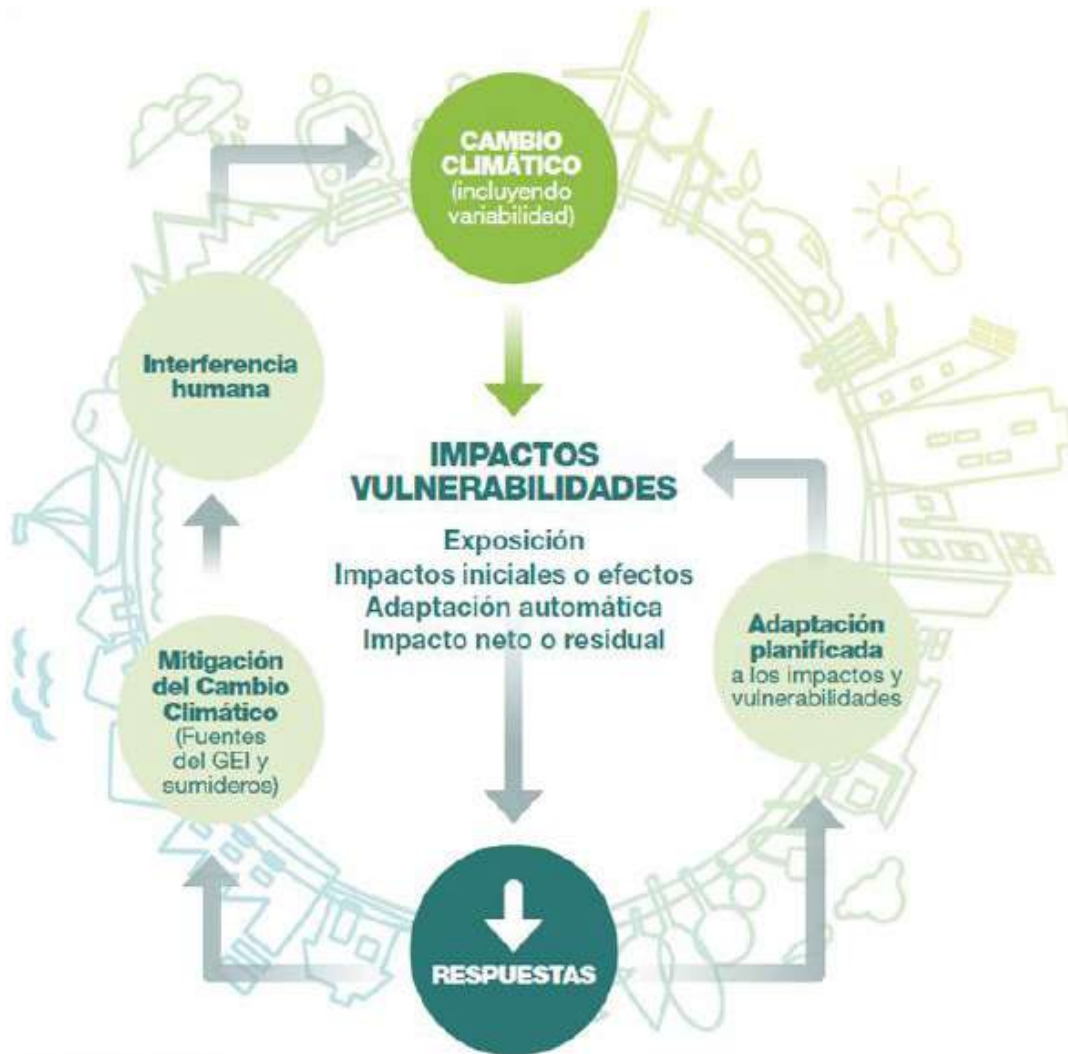 CAMBIO
CLIMÁTICO
(incluyendo
variabilidad)
Interferencia
humana
IMPACTOS
VULNERABILIDADES
Exposición
Impactos iniciales o efectos
Adaptación automática
Impacto neto o residual
Mitigación
del Cambio
Climático
(Fuentes
del GEI y
sumideros)
Adaptación
planificada
a los impactos y
vulnerabilidades
RESPUESTAS